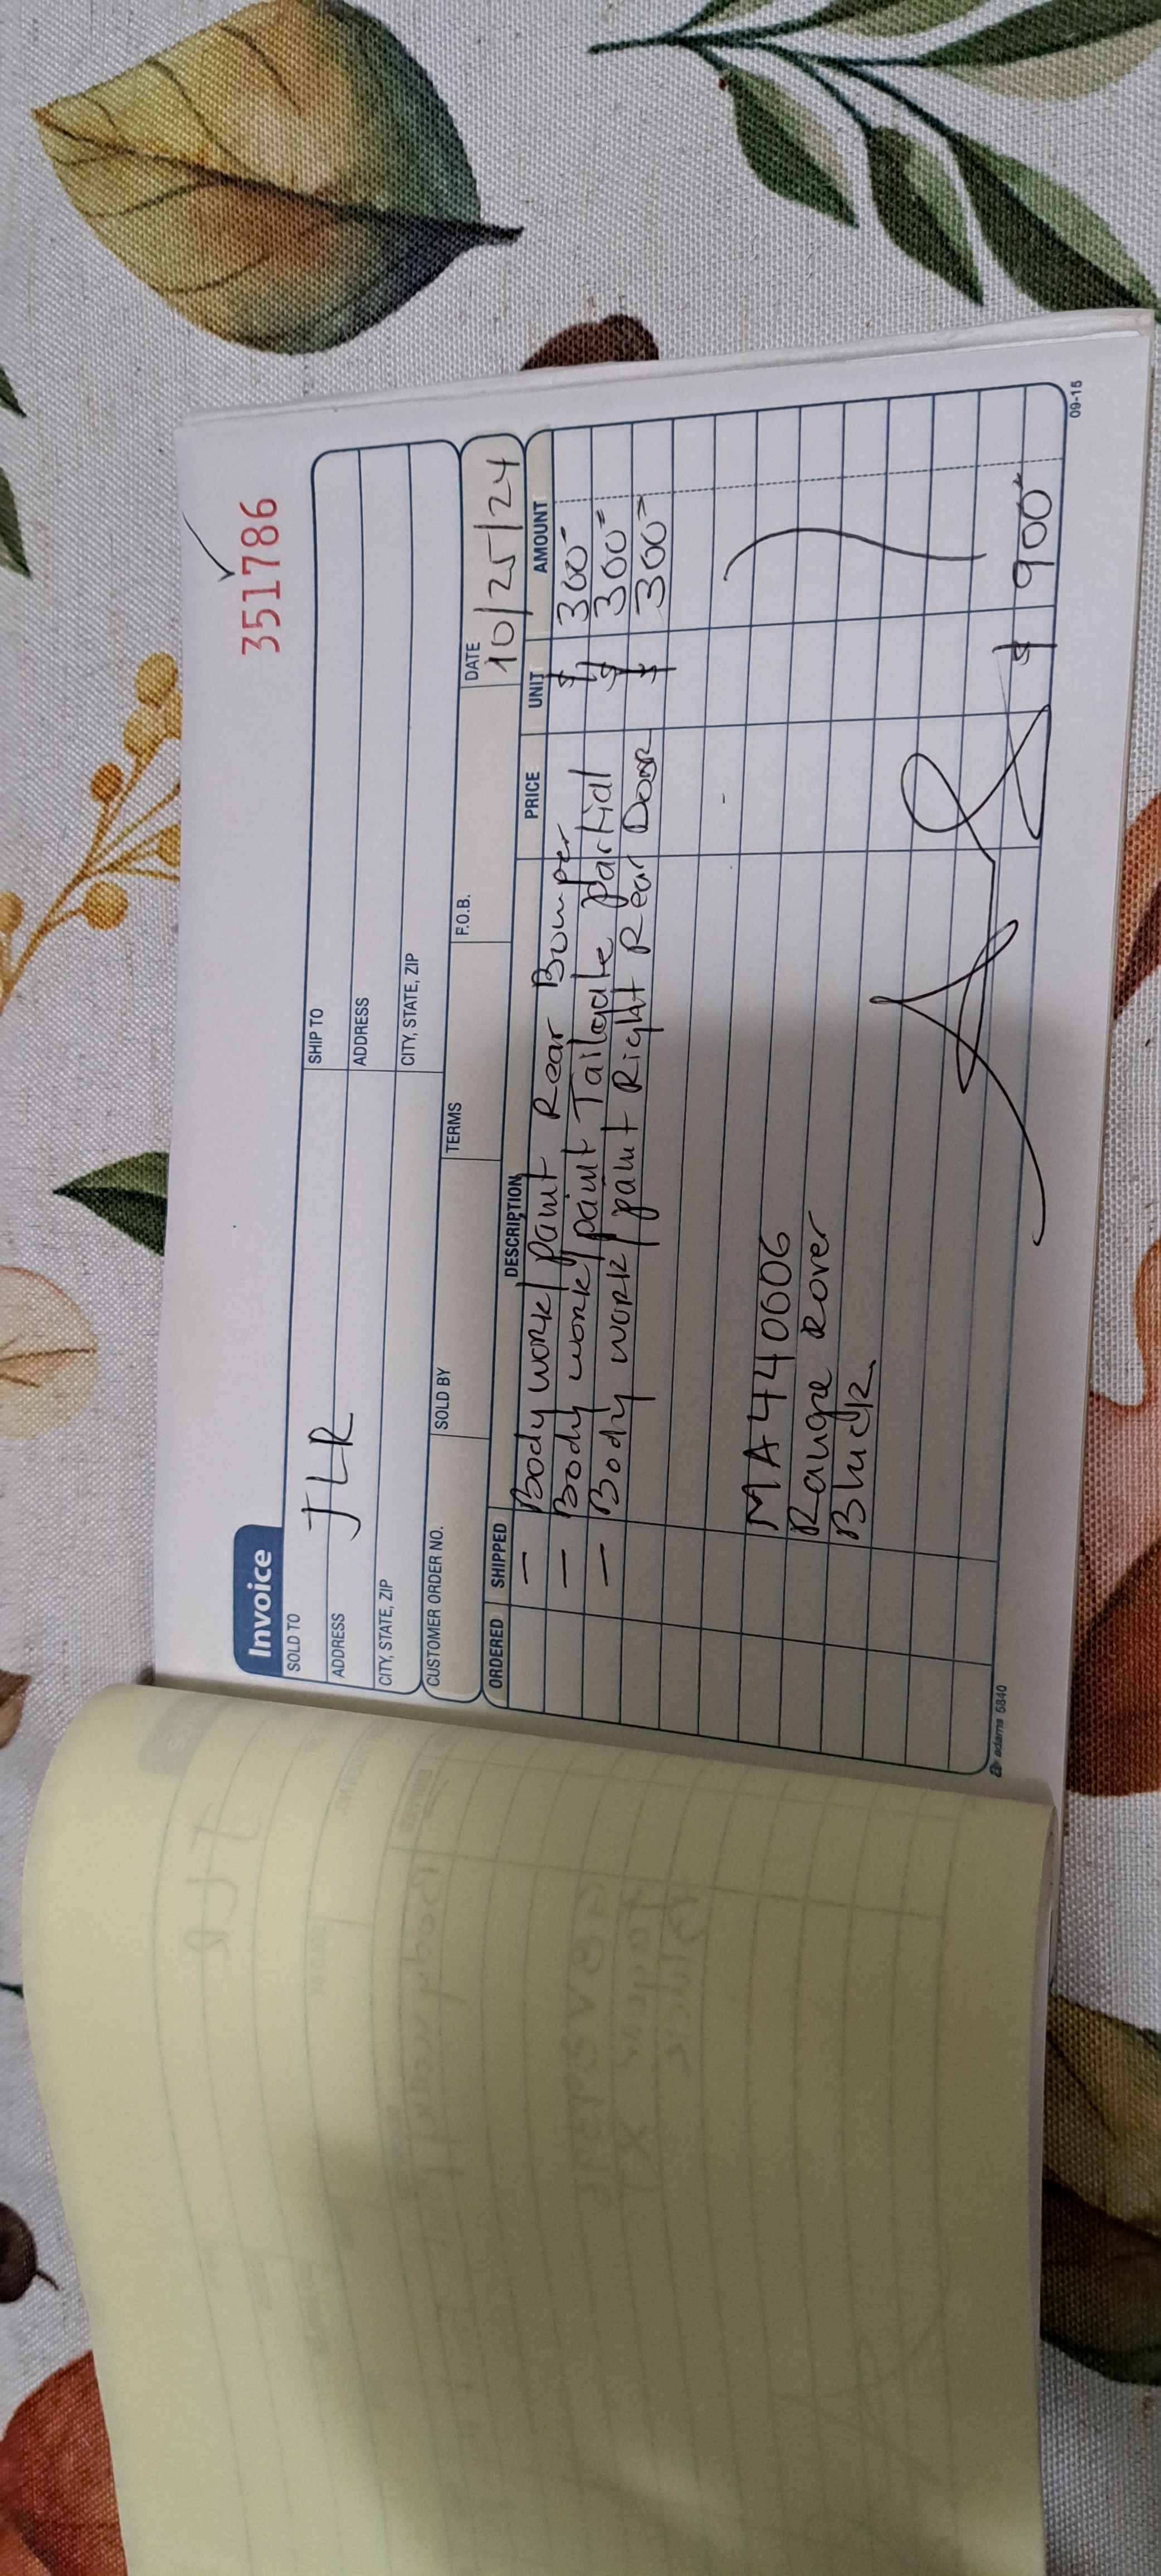 351786
Invoice
SOLD TO
JLR
SHIP TO
ADDRESS
ADDRESS
CITY, STATE, ZIP
CITY, STATE, ZIP
CUSTOMER ORDER NO. SOLD BY TERMS F.O.B. DATE
10/25/24
ORDERED SHIPPED DESCRIPTION PRICE UNIT AMOUNT
- Body work/paint Rear Bumper $ 300-
- Body work/paint Tailgate partial $ 300=
- Body work/paint Right Rear Door $ 300=
MA440606
Range Rover
Black
$ 900
adams 5840
09-15